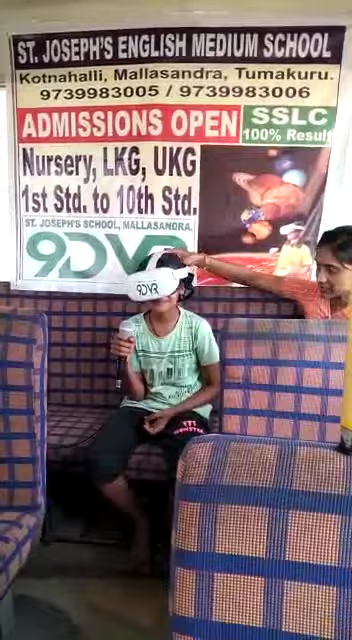 ST. JOSEPH'S ENGLISH MEDIUM SCHOOL
Kotnahalli, Mallasandra, Tumakuru.
9739983005 / 9739983006
ADMISSIONS OPEN
SSLC
100% Result
Nursery, LKG, UKG
1st Std. to 10th Std.
ST. JOSEPH'S SCHOOL, MALLASANDRA.
9DVR
9DVR